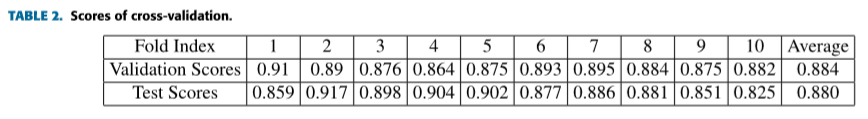 TABLE 2. Scores of cross-validation.
Fold Index 1 2 3 4 5 6 7 8 9 10 Average
Validation Scores 0.91 0.89 0.876 0.864 0.875 0.893 0.895 0.884 0.875 0.882 0.884
Test Scores 0.859 0.917 0.898 0.904 0.902 0.877 0.886 0.881 0.851 0.825 0.880